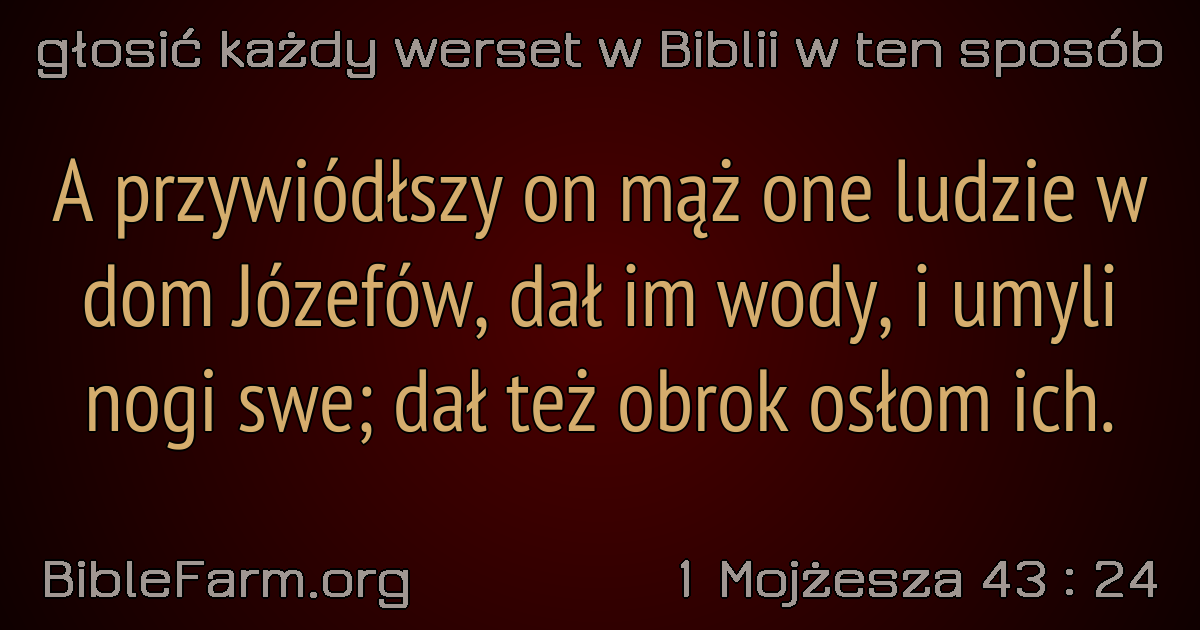 głosić każdy werset w Biblii w ten sposób
A przywiódłszy on mąż one ludzie w
dom Józefów, dał im wody, i umyli
nogi swe; dał też obrok osłom ich.
BibleFarm.org
1 Mojżesza 43 : 24